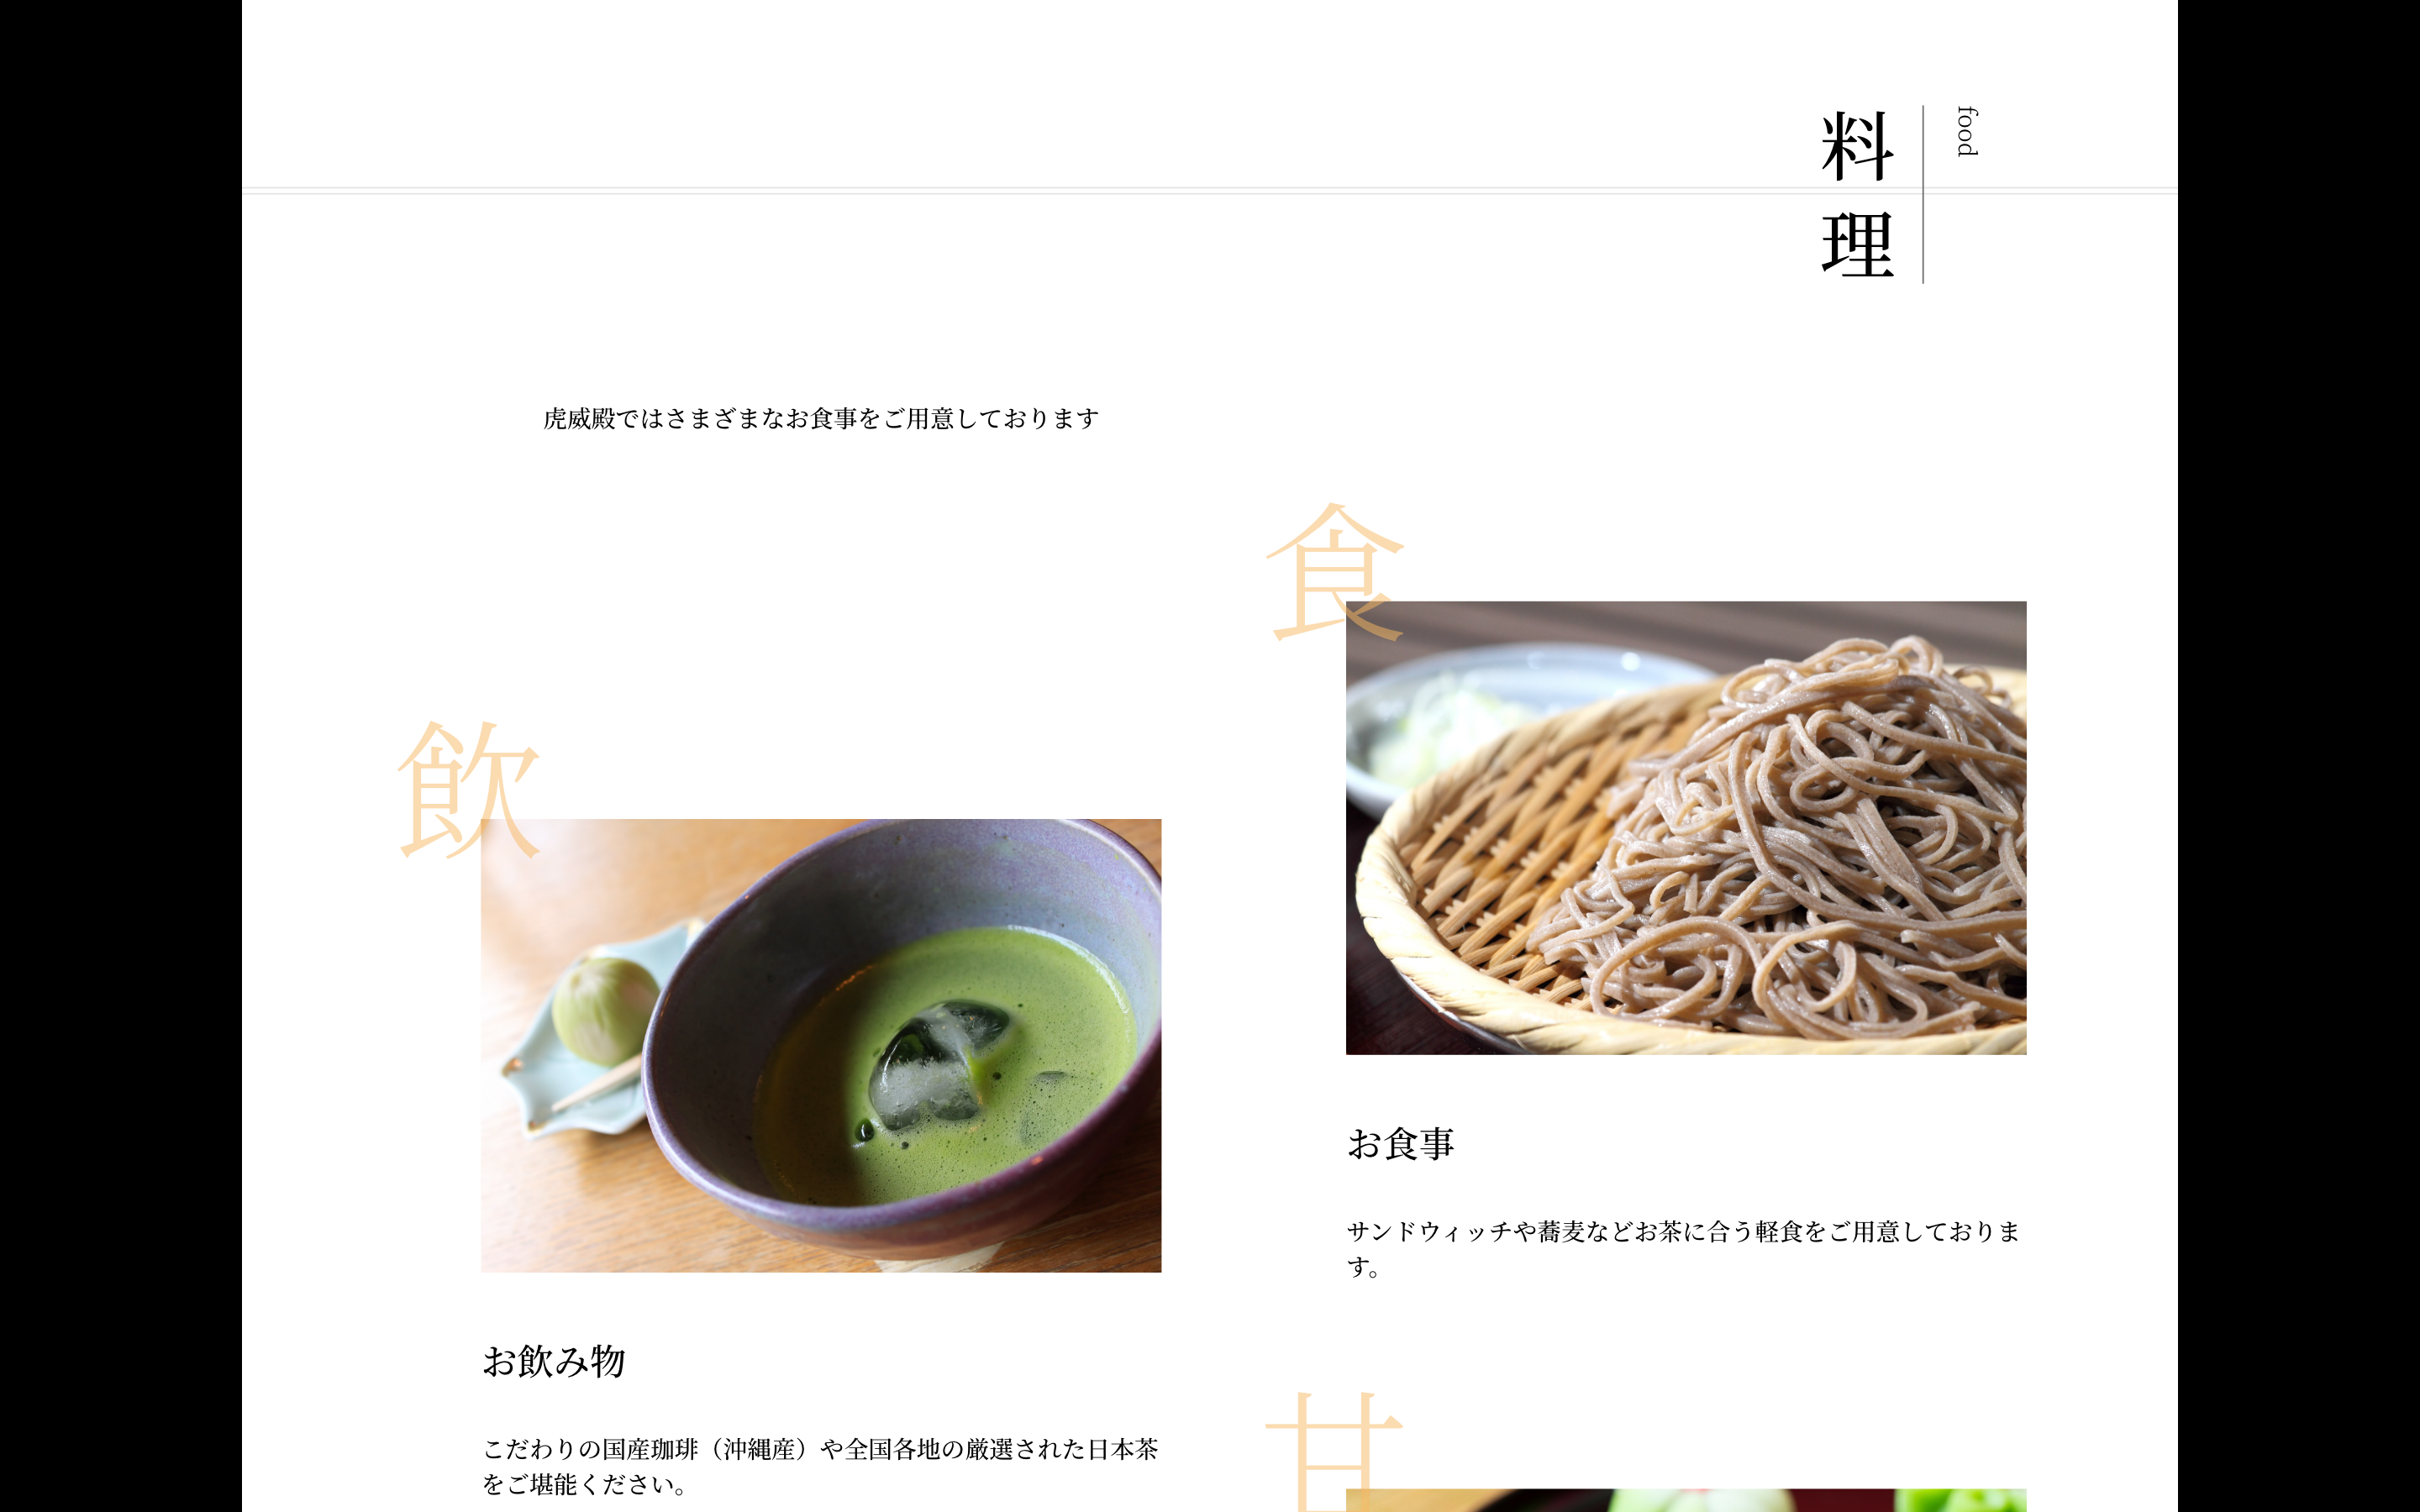 food
料理
虎威殿ではさまざまなお食事をご用意しております
食
お食事
サンドウィッチや蕎麦などお茶に合う軽食をご用意しておりま
す。
飲
お飲み物
こだわりの国産珈琲（沖縄産）や全国各地の厳選された日本茶
をご堪能ください。
甘